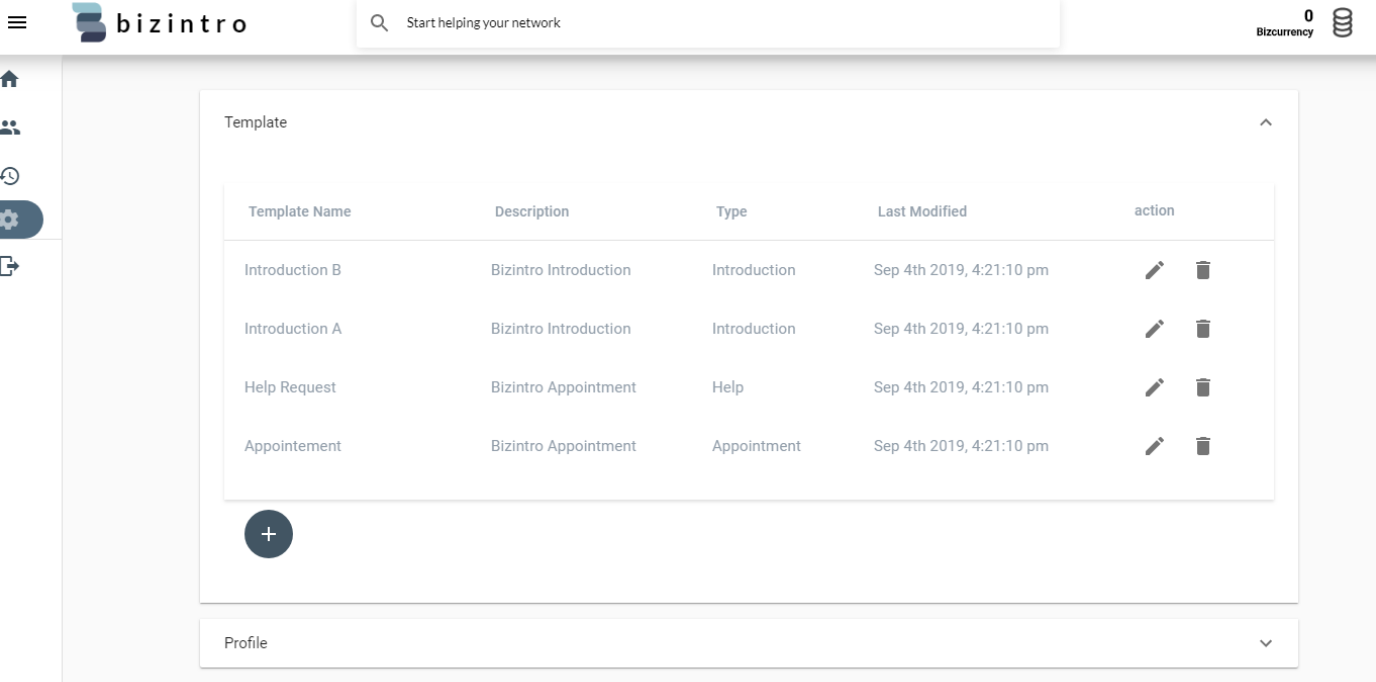 bizintro
Start helping your network
0
Bizcurrency
Template
Template Name Description Type Last Modified action
Introduction B Bizintro Introduction Introduction Sep 4th 2019, 4:21:10 pm
Introduction A Bizintro Introduction Introduction Sep 4th 2019, 4:21:10 pm
Help Request Bizintro Appointment Help Sep 4th 2019, 4:21:10 pm
Appointement Bizintro Appointment Appointment Sep 4th 2019, 4:21:10 pm
Profile